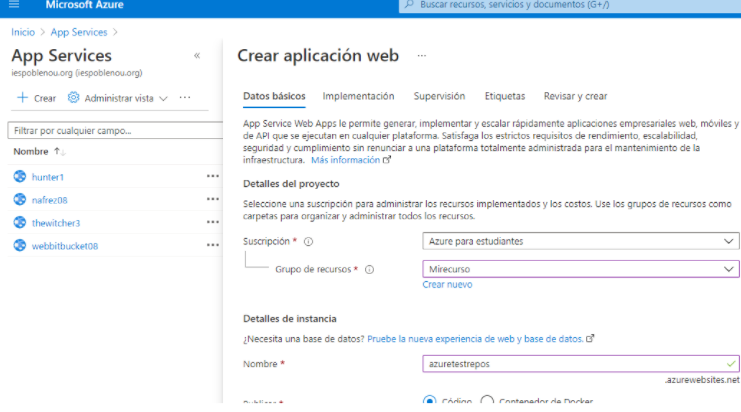 Microsoft Azure
Buscar recursos, servicios y documentos (G+/)
Inicio > App Services >
App Services
iespoblenou.org (iespoblenou.org)
+ Crear
Administrar vista
...
Filtrar por cualquier campo...
Nombre ↑↓
hunter1
nafrez08
thewitcher3
webbitbucket08
Crear aplicación web ...
Datos básicos Implementación Supervisión Etiquetas Revisar y crear
App Service Web Apps le permite generar, implementar y escalar rápidamente aplicaciones empresariales web, móviles y
de API que se ejecutan en cualquier plataforma. Satisfaga los estrictos requisitos de rendimiento, escalabilidad,
seguridad y cumplimiento sin renunciar a una plataforma totalmente administrada para el mantenimiento de la
infraestructura. Más información
Detalles del proyecto
Seleccione una suscripción para administrar los recursos implementados y los costos. Use los grupos de recursos como
carpetas para organizar y administrar todos los recursos.
Suscripción * Azure para estudiantes
Grupo de recursos * Mirecurso
Crear nuevo
Detalles de instancia
¿Necesita una base de datos? Pruebe la nueva experiencia de web y base de datos.
Nombre * azuretestrepos
.azurewebsites.net
Publicar * Código Contenedor de Docker